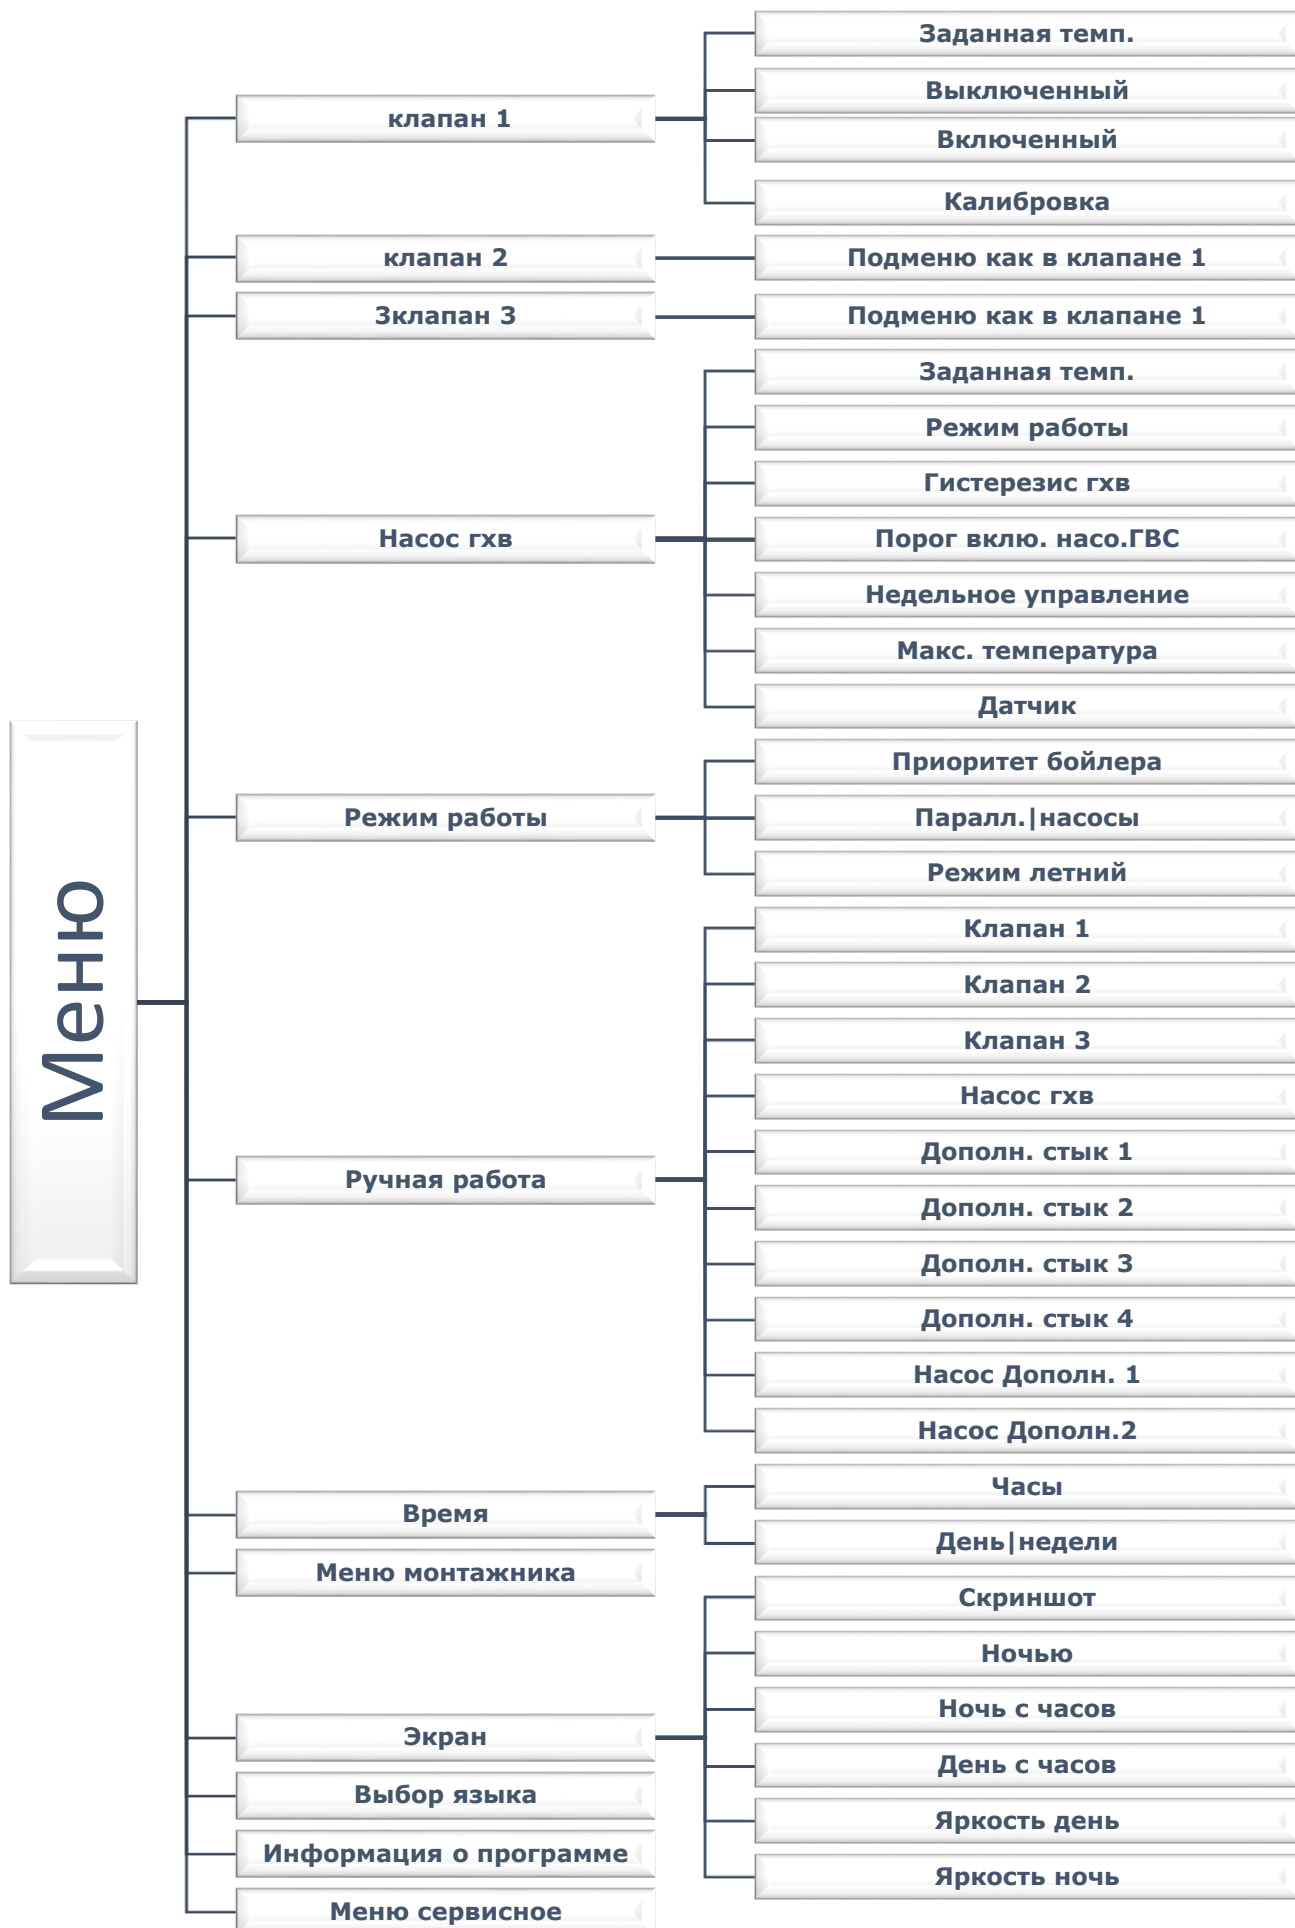 Меню
клапан 1
Заданная темп.
Выключенный
Включенный
Калибровка
клапан 2
Подменю как в клапане 1
Зклапан 3
Подменю как в клапане 1
Насос гхв
Заданная темп.
Режим работы
Гистерезис гхв
Порог вклю. насо.ГВС
Недельное управление
Макс. температура
Датчик
Режим работы
Приоритет бойлера
Паралл.|насосы
Режим летний
Ручная работа
Клапан 1
Клапан 2
Клапан 3
Насос гхв
Дополн. стык 1
Дополн. стык 2
Дополн. стык 3
Дополн. стык 4
Насос Дополн. 1
Насос Дополн.2
Время
Часы
День|недели
Меню монтажника
Экран
Скриншот
Ночью
Ночь с часов
День с часов
Яркость день
Яркость ночь
Выбор языка
Информация о программе
Меню сервисное